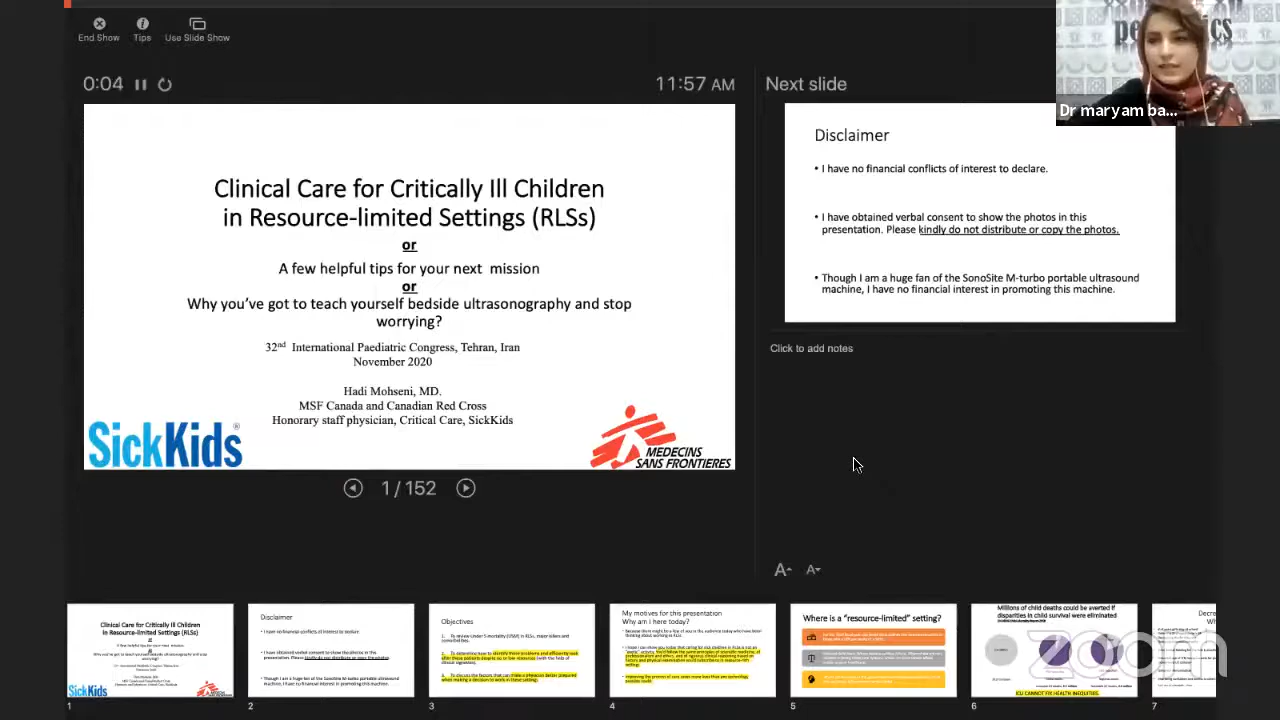 End Show
Tips
Use Slide Show
0:04
11:57 AM
Next slide
Clinical Care for Critically Ill Children
in Resource-limited Settings (RLSs)
or
A few helpful tips for your next mission
or
Why you've got to teach yourself bedside ultrasonography and stop
worrying?
32nd International Paediatric Congress, Tehran, Iran
November 2020
Hadi Mohseni, MD.
MSF Canada and Canadian Red Cross
Honorary staff physician, Critical Care, SickKids
SickKids®
MEDECINS
SANS FRONTIERES
1 / 152
Disclaimer
• I have no financial conflicts of interest to declare.
• I have obtained verbal consent to show the photos in this
presentation. Please kindly do not distribute or copy the photos.
• Though I am a huge fan of the SonoSite M-turbo portable ultrasound
machine, I have no financial interest in promoting this machine.
Dr maryam ba...
Click to add notes
A A
Clinical Care for Critically Ill Children
in Resource-limited Settings (RLSs)
SickKids
Disclaimer
Objectives
My motives for this presentation
Why am I here today?
Where is a "resource-limited" setting?
Millions of child deaths could be averted if
disparities in child survival were eliminated
ICU CANNOT FIX HEALTH INEQUITIES.
zoom
1
2
3
4
5
6
7